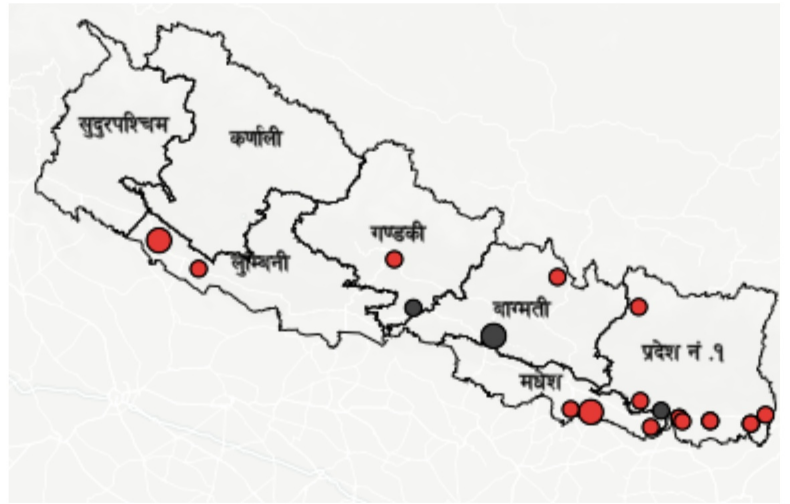 सुदुरपश्चिम
कर्णाली
गण्डकी
लुम्बिनी
बाग्मती
प्रदेश नं .१
मधेश